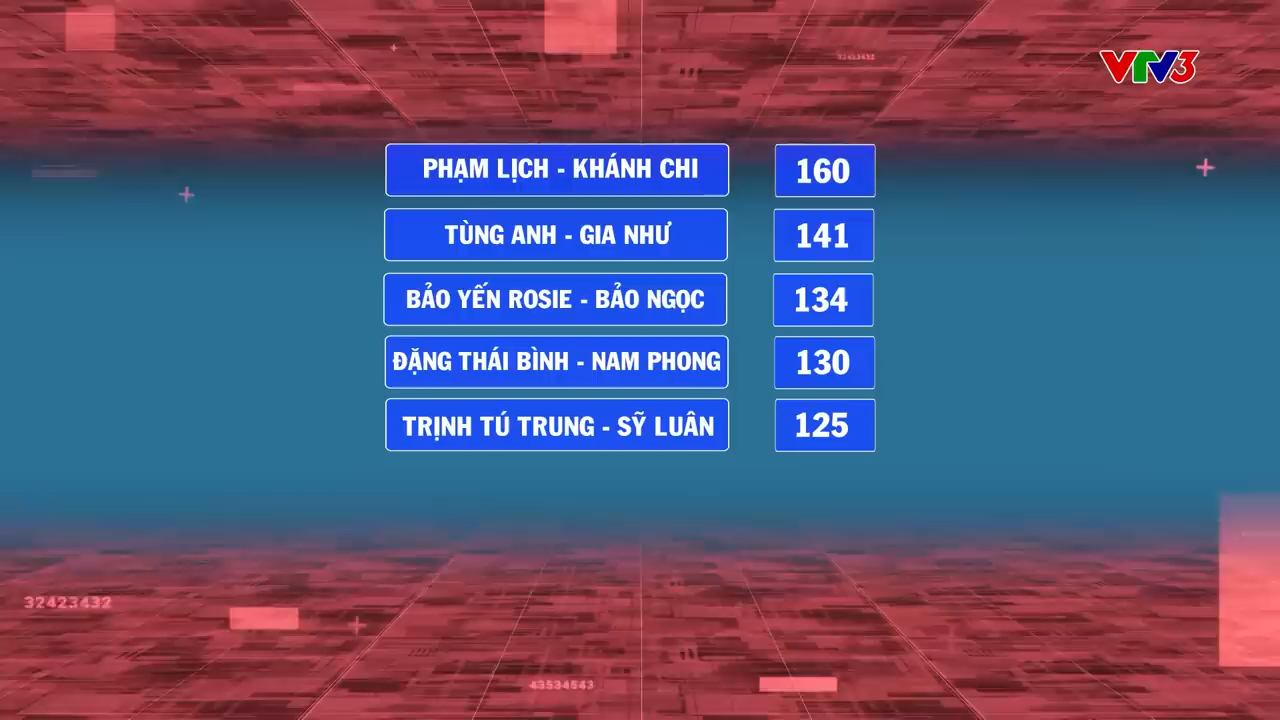 VTV3
PHẠM LỊCH - KHÁNH CHI 160
TÙNG ANH - GIA NHƯ 141
BẢO YẾN ROSIE - BẢO NGỌC 134
ĐẶNG THÁI BÌNH - NAM PHONG 130
TRỊNH TÚ TRUNG - SỸ LUÂN 125
32423432
43534543